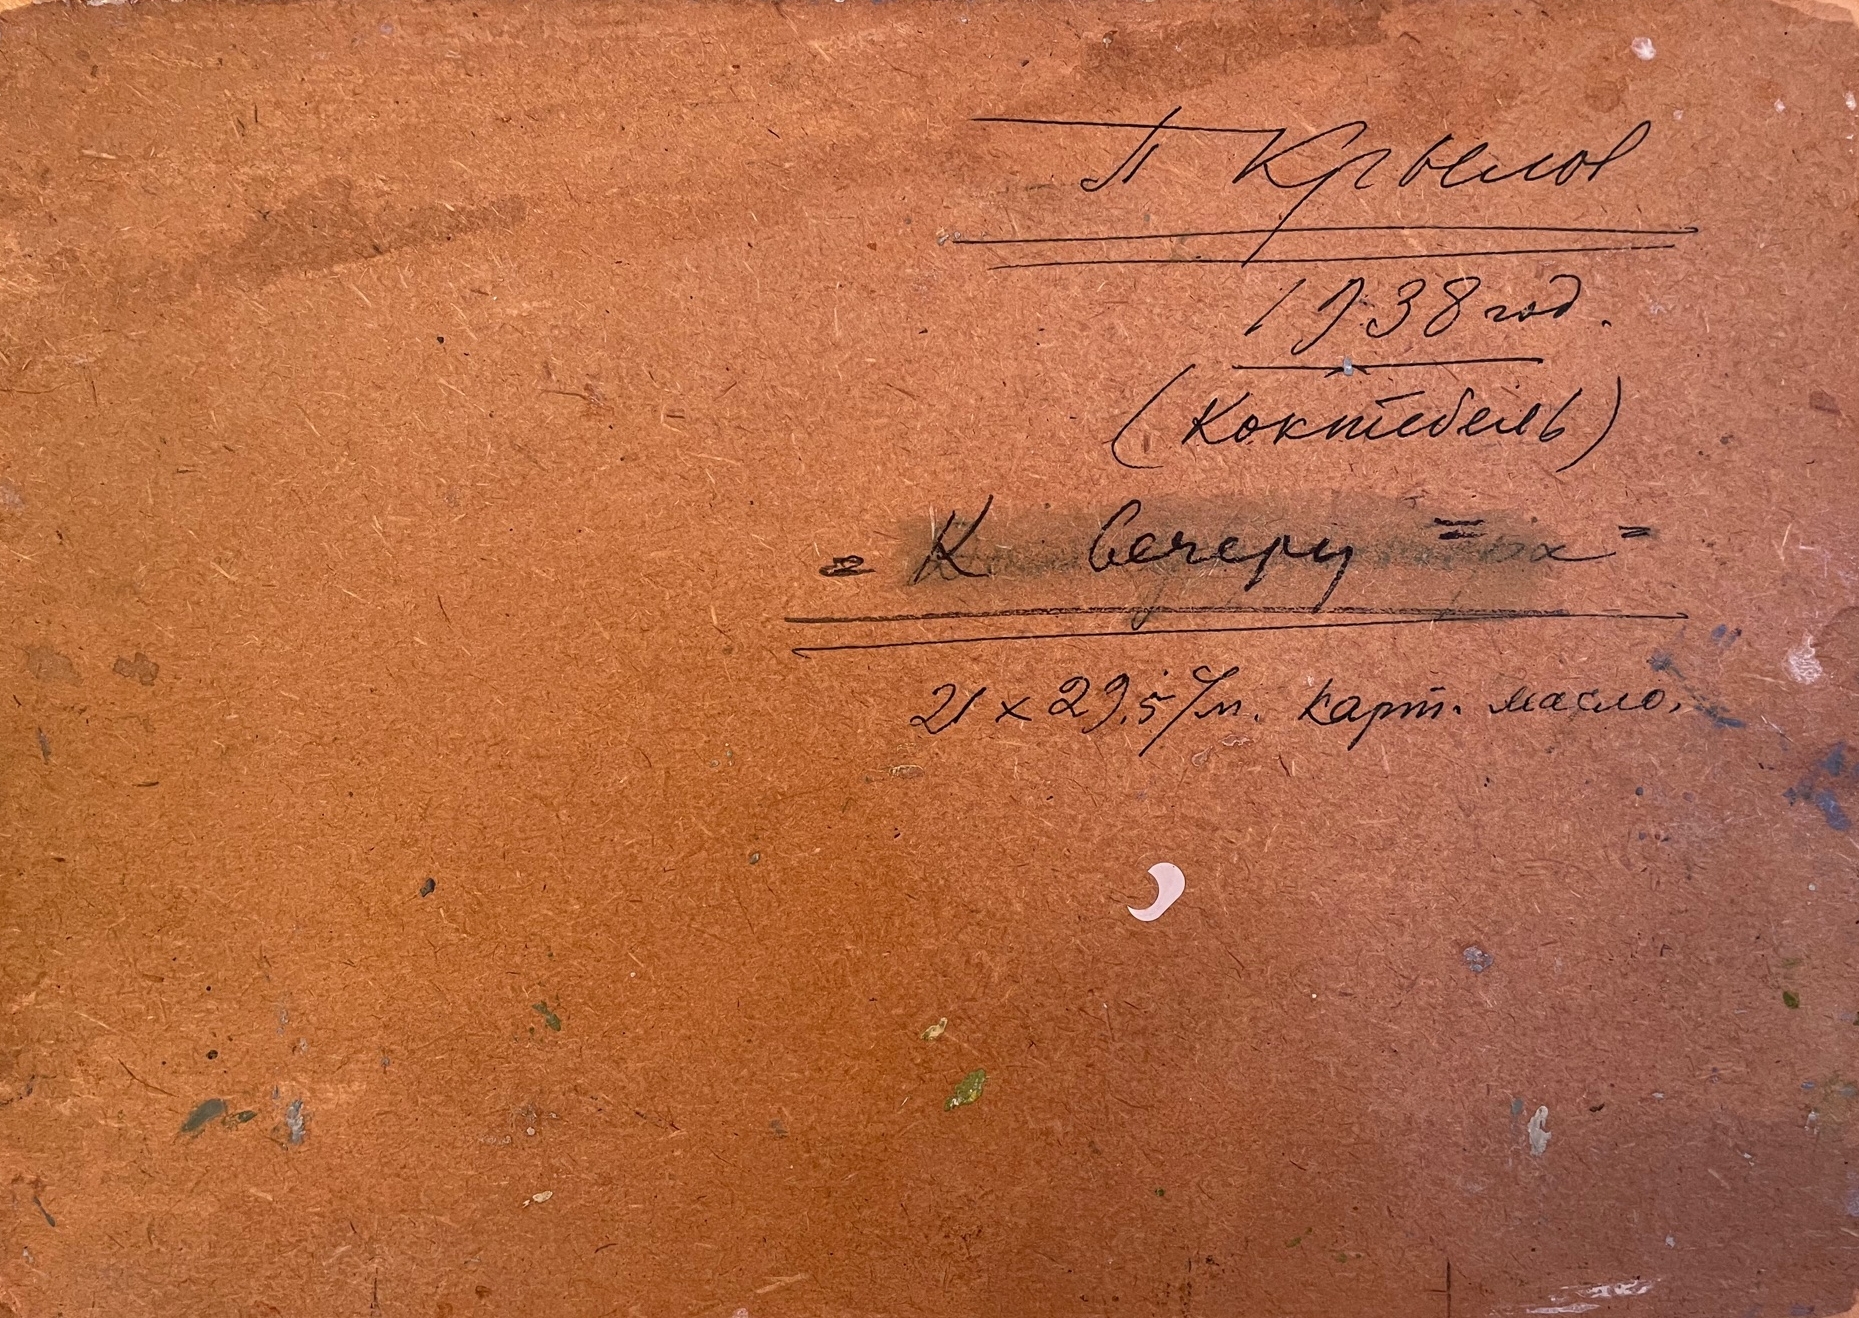 П Крылов
1938 год.
(Коктебель)
„К вечеру"
21 x 29,5 с/м. карт. масло.